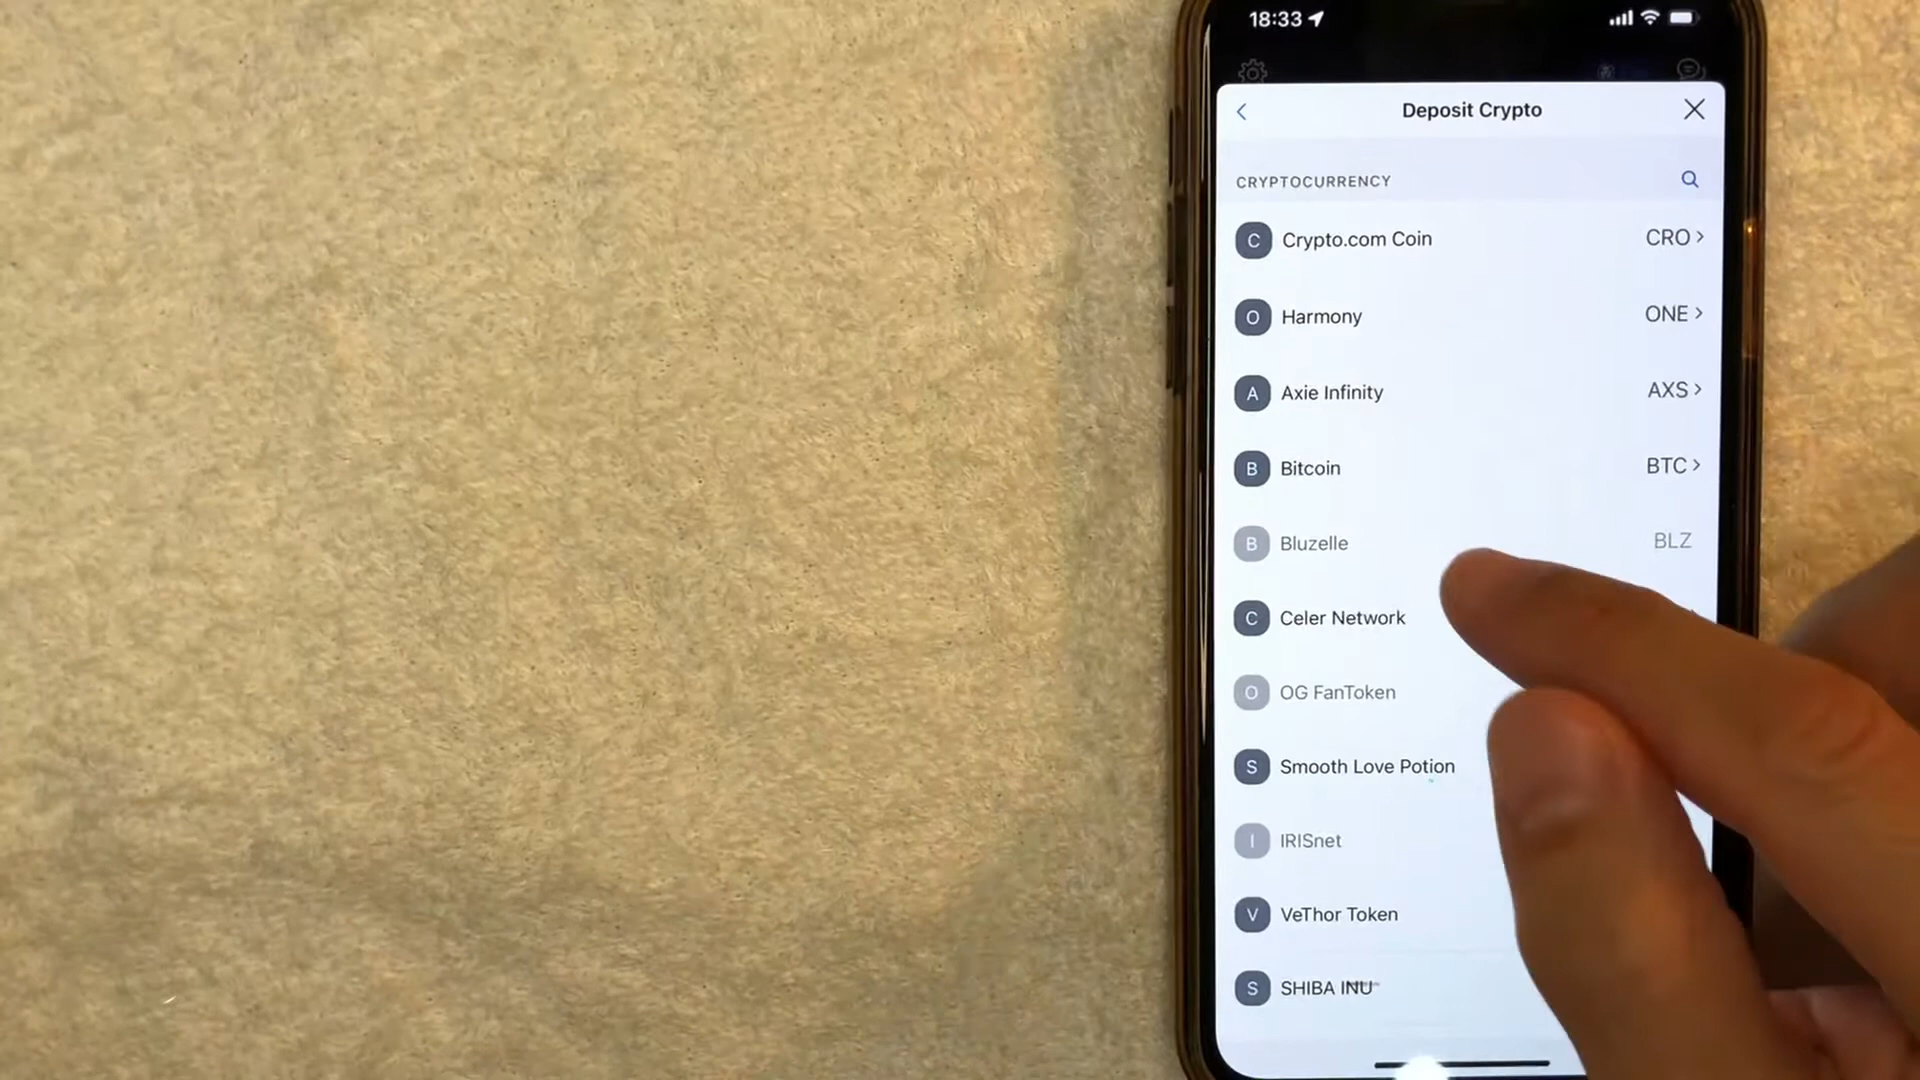 18:33
Deposit Crypto
CRYPTOCURRENCY
C Crypto.com Coin CRO
O Harmony ONE
A Axie Infinity AXS
B Bitcoin BTC
B Bluzelle BLZ
C Celer Network
O OG FanToken
S Smooth Love Potion
I IRISnet
V VeThor Token
S SHIBA INU